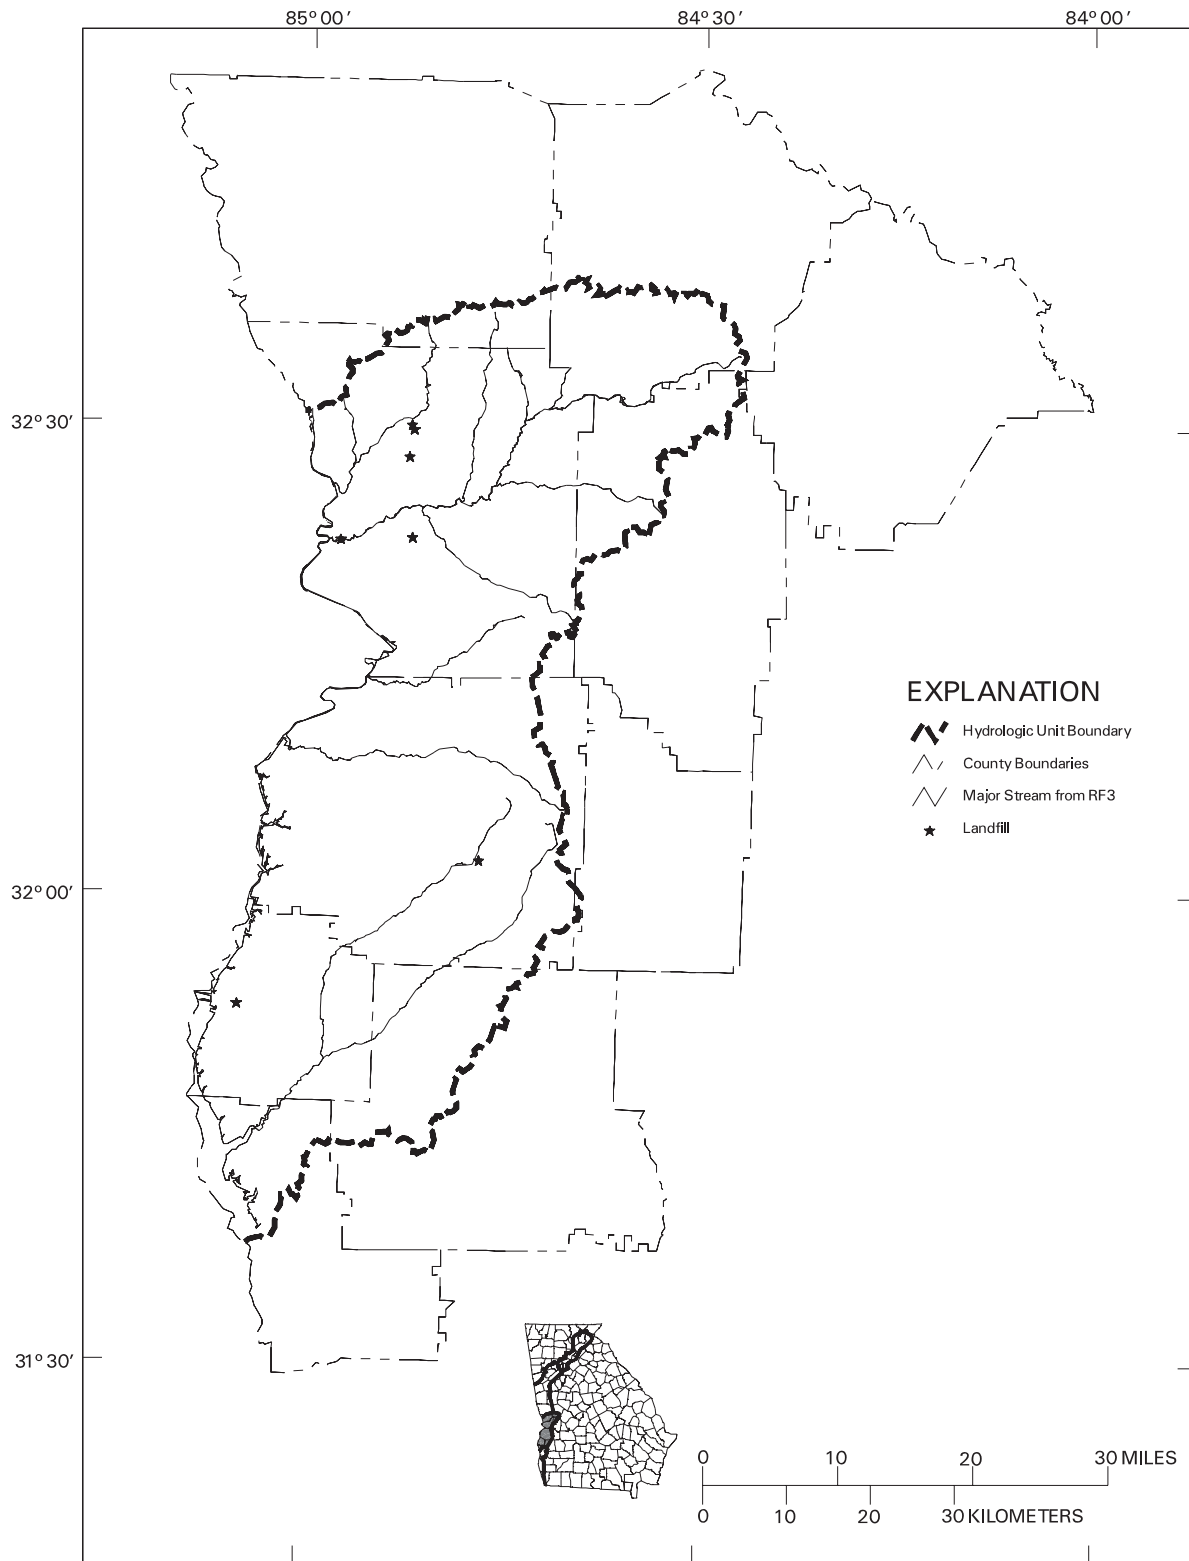 85°00′ 84°30′ 84°00′
32°30′
EXPLANATION
Hydrologic Unit Boundary
County Boundaries
Major Stream from RF3
Landfill
32°00′
31°30′
0 10 20 30 MILES
0 10 20 30 KILOMETERS